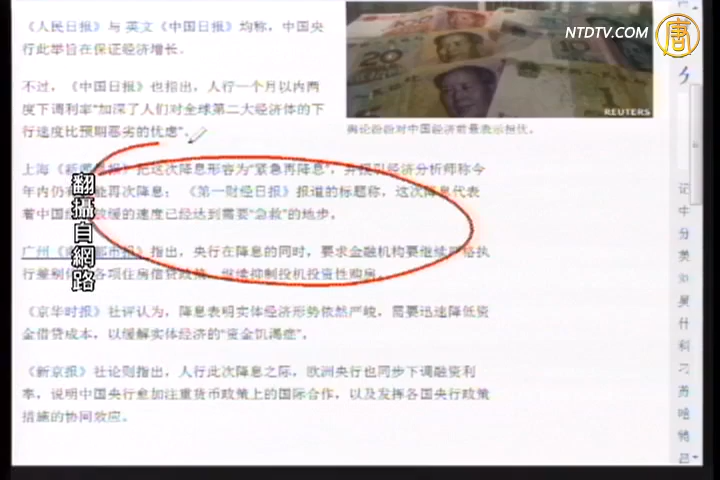 NTDTV.COM
唐
《人民日报》与 英文《中国日报》均称，中国央
行此举旨在保证经济增长。
不过，《中国日报》也指出，人行一个月以内两
度下调利率“加深了人们对全球第二大经济体的下
行速度比预期恶劣的忧虑”。
REUTERS
舆论纷纷对中国经济前景表示担忧。
上海《新 报》把这次降息形容为“紧急再降息”，并援引经济分析师称今
年内仍有 能再次降息； 《第一财经日报》报道的标题称，这次降息代表
着中国经 放缓的速度已经达到需要“急救”的地步。
广州 都市报》指出，央行在降息的同时，要求金融机构要继续严格执
行差别 各项住房信贷政策，继续抑制投机投资性购房。
《京华时报》社评认为，降息表明实体经济形势依然严峻，需要迅速降低资
金借贷成本，以缓解实体经济的“资金饥渴症”。
《新京报》社论则指出，人行此次降息之际，欧洲央行也同步下调融资利
率，说明中国央行愈加注重货币政策上的国际合作，以及发挥各国央行政策
措施的协同效应。
翻攝自網路